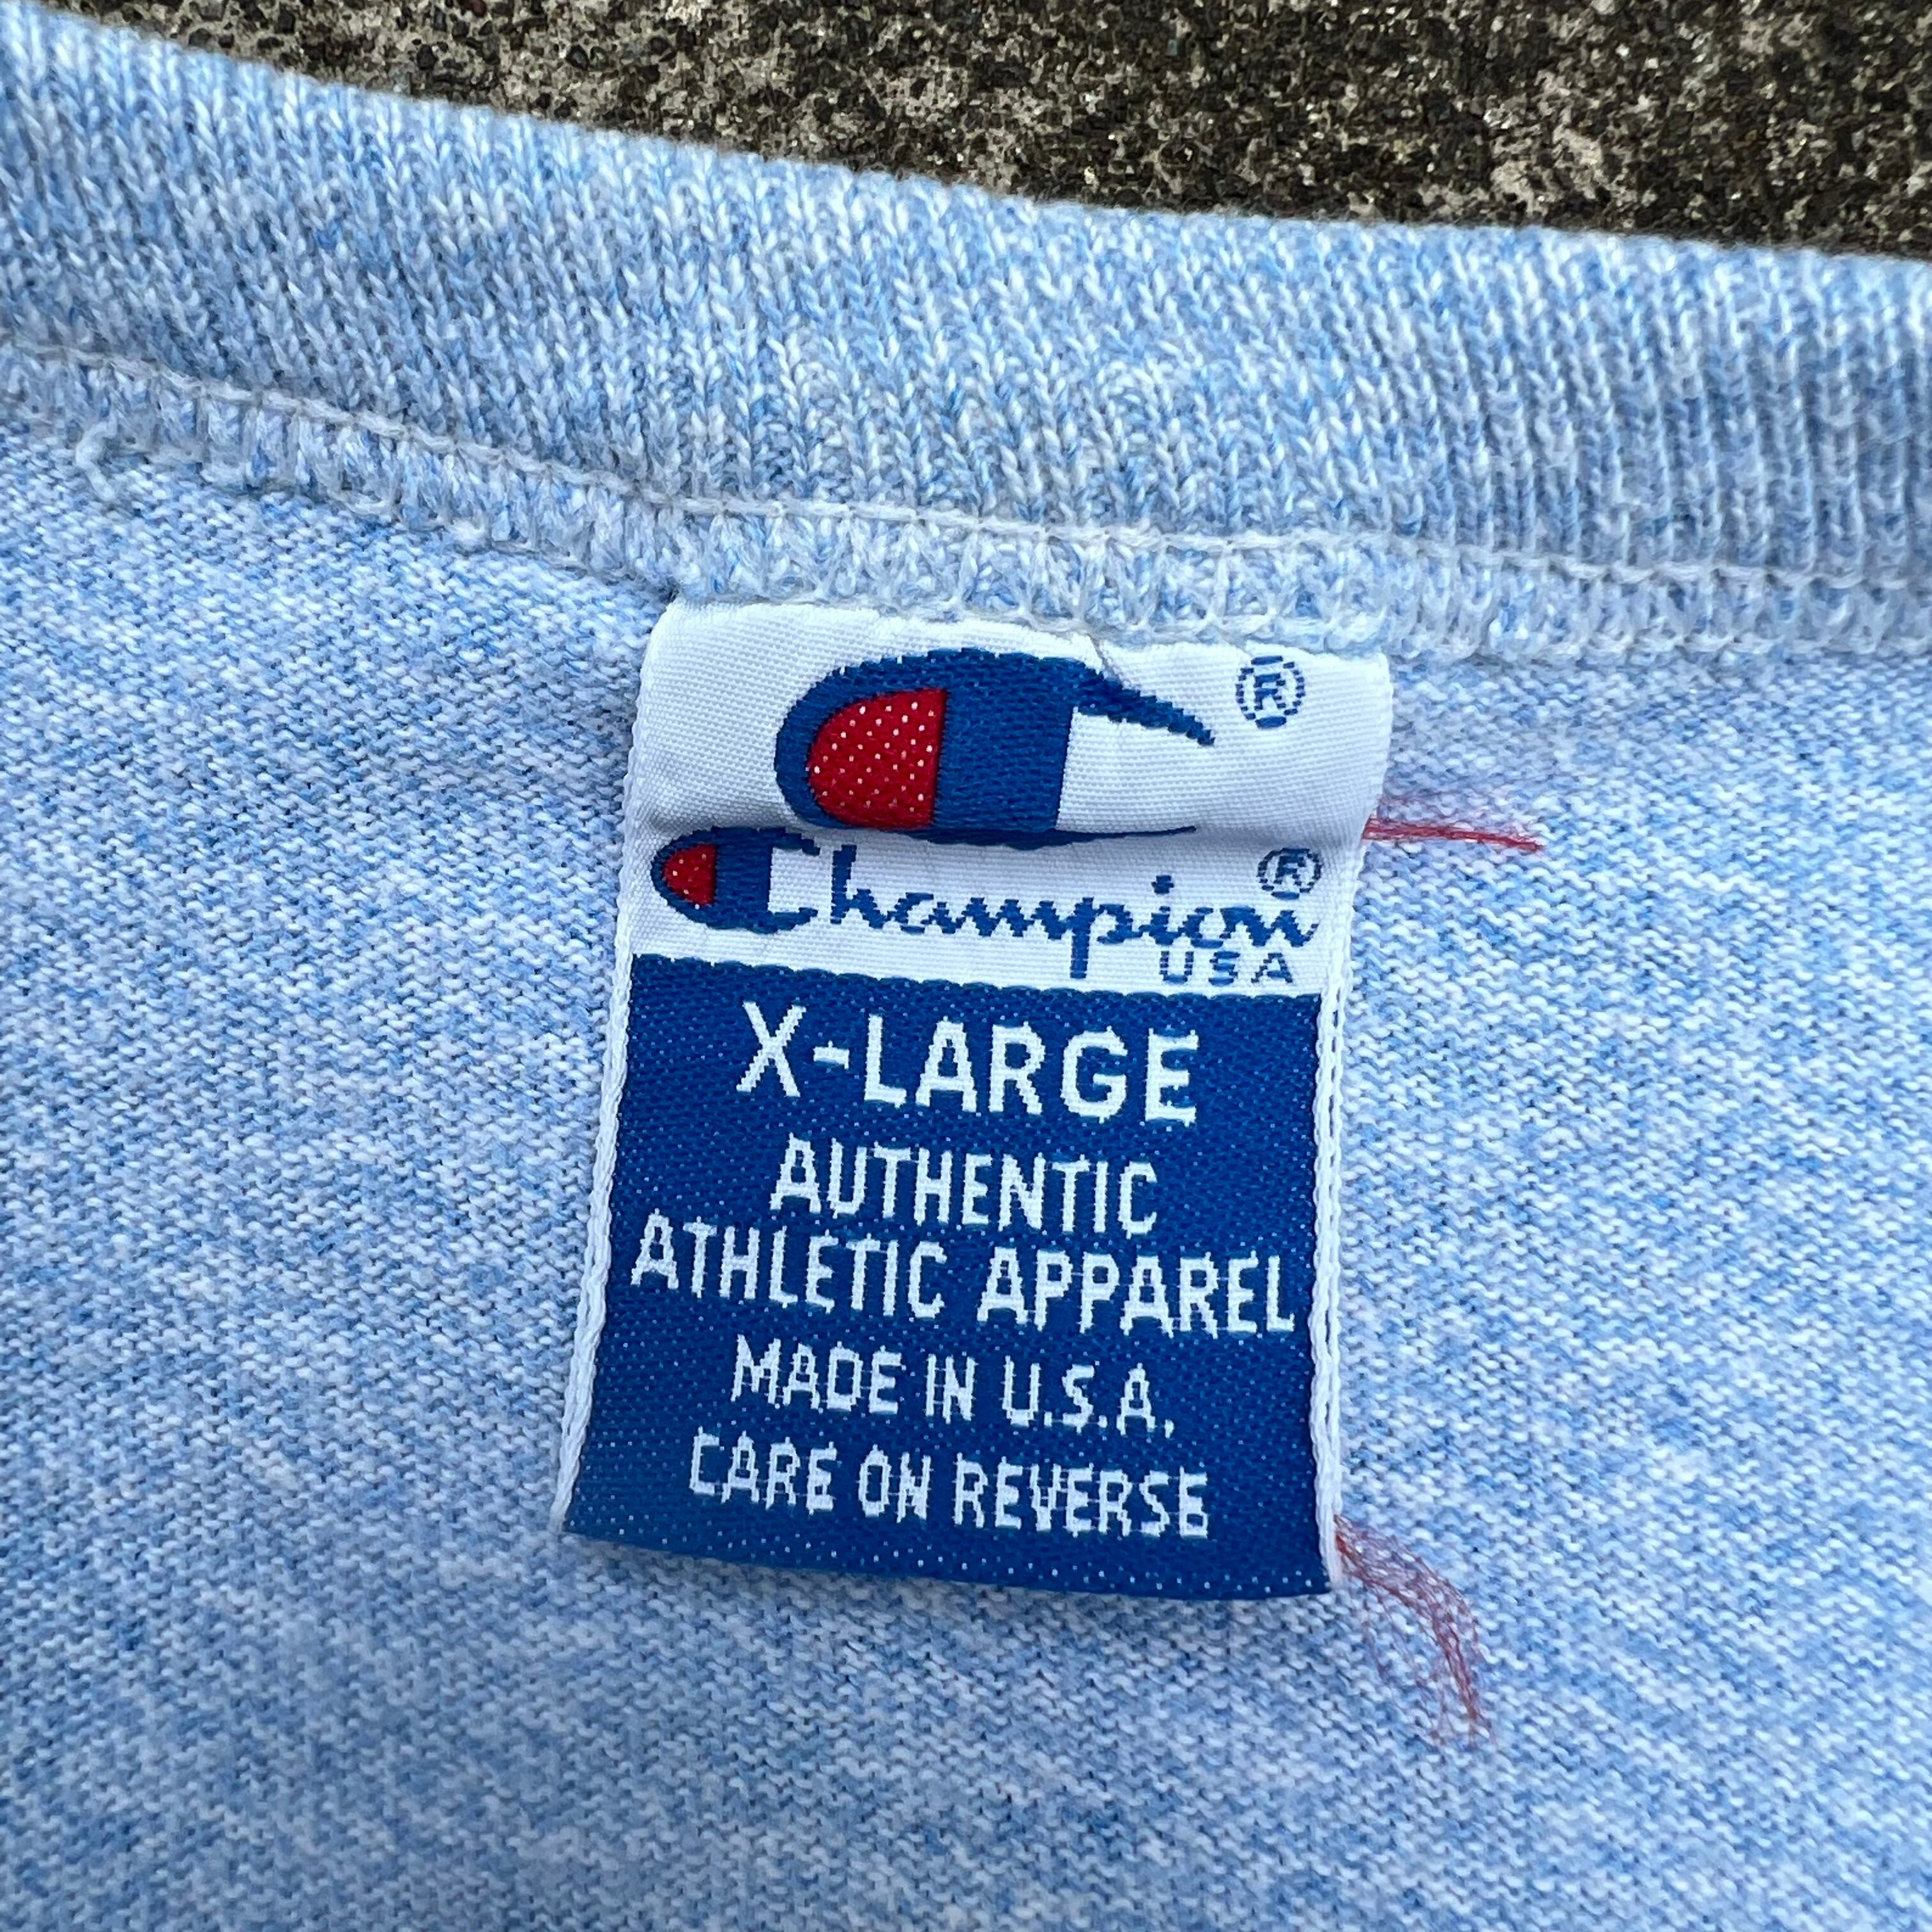 ®
Champion®
USA
X-LARGE
AUTHENTIC
ATHLETIC APPAREL
MADE IN U.S.A.
CARE ON REVERSE